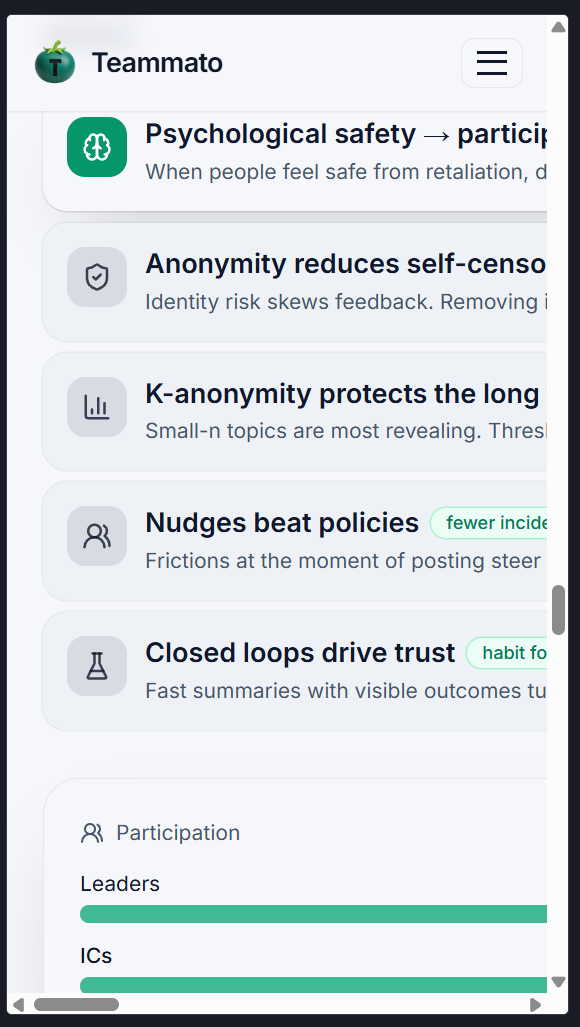 Teammato
Psychological safety → particip
When people feel safe from retaliation, d
Anonymity reduces self-censo
Identity risk skews feedback. Removing i
K-anonymity protects the long
Small-n topics are most revealing. Thresh
Nudges beat policies fewer incide
Frictions at the moment of posting steer
Closed loops drive trust habit fo
Fast summaries with visible outcomes tu
Participation
Leaders
ICs